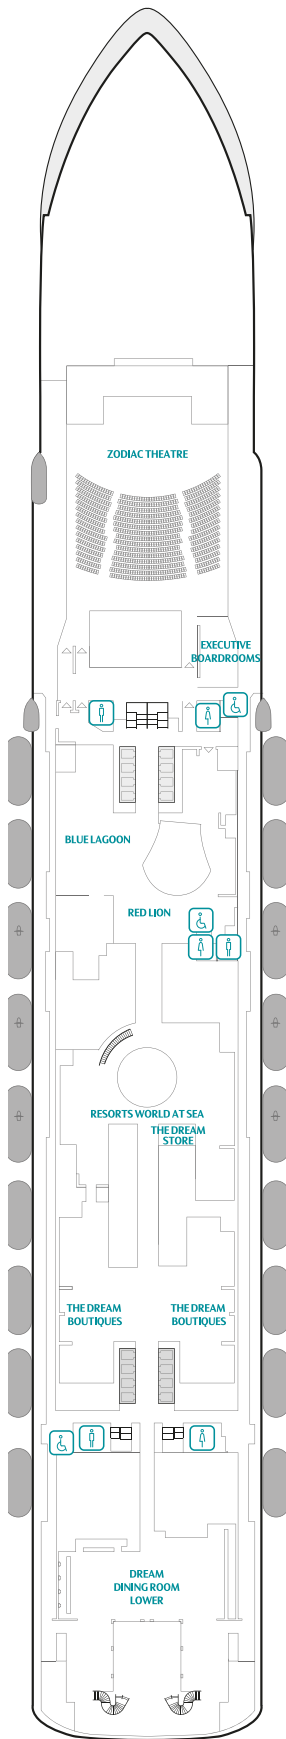 ZODIAC THEATRE
EXECUTIVE
BOARDROOMS
BLUE LAGOON
RED LION
RESORTS WORLD AT SEA
THE DREAM
STORE
THE DREAM
BOUTIQUES
THE DREAM
BOUTIQUES
DREAM
DINING ROOM
LOWER